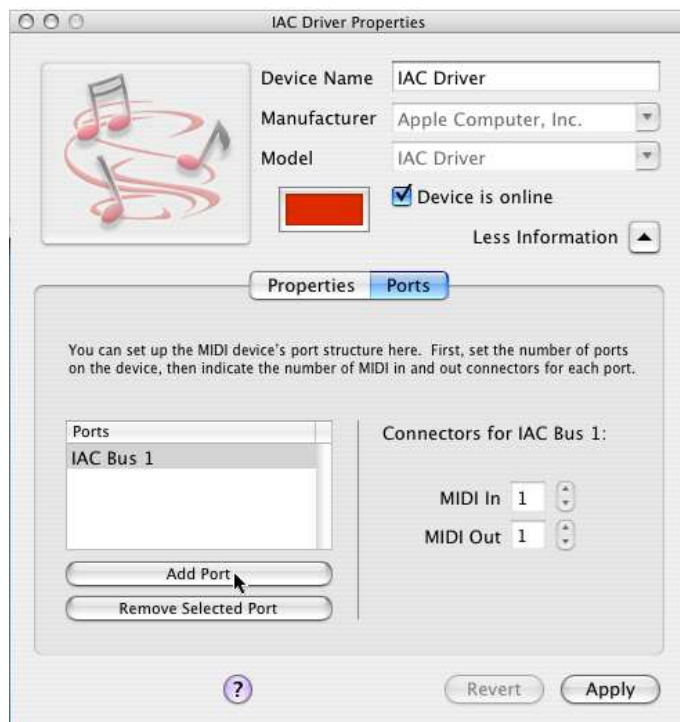 IAC Driver Properties
Device Name IAC Driver
Manufacturer Apple Computer, Inc.
Model IAC Driver
Device is online
Less Information
Properties Ports
You can set up the MIDI device's port structure here. First, set the number of ports
on the device, then indicate the number of MIDI in and out connectors for each port.
Ports
IAC Bus 1
Connectors for IAC Bus 1:
MIDI In 1
MIDI Out 1
Add Port
Remove Selected Port
? Revert Apply